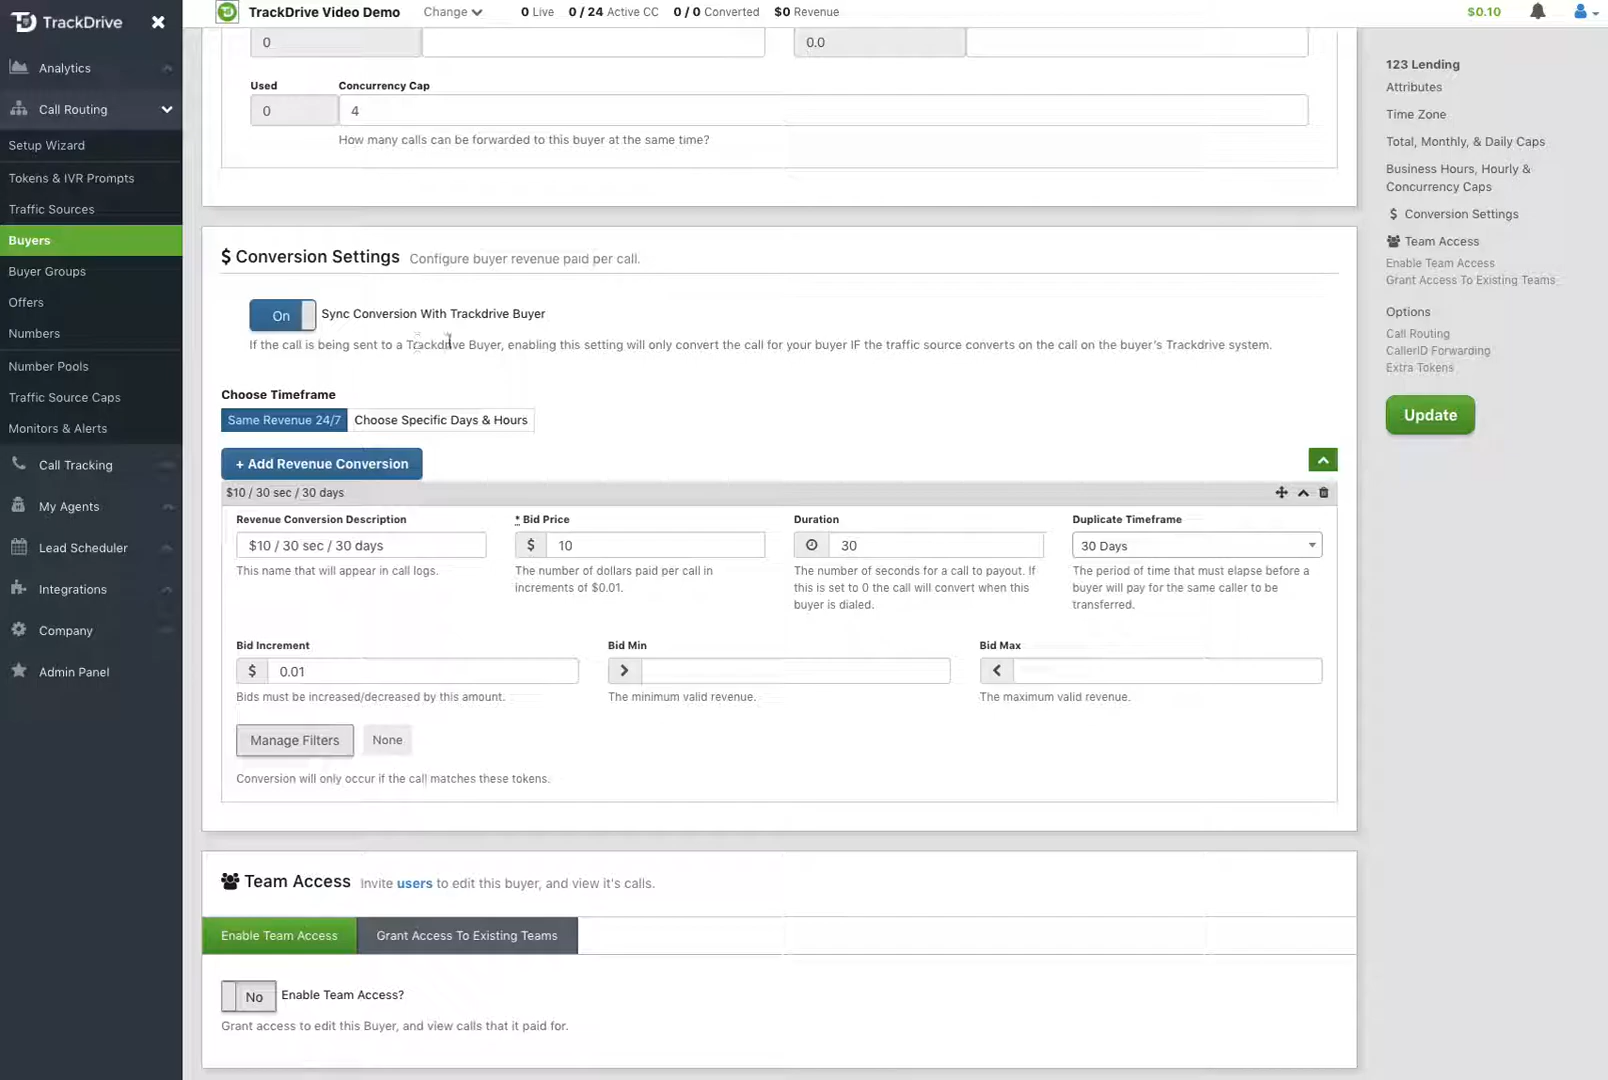 TrackDrive
TrackDrive Video Demo Change 0 Live 0 / 24 Active CC 0 / 0 Converted $0 Revenue $0.10
Analytics
Call Routing
Setup Wizard
Tokens & IVR Prompts
Traffic Sources
Buyers
Buyer Groups
Offers
Numbers
Number Pools
Traffic Source Caps
Monitors & Alerts
Call Tracking
My Agents
Lead Scheduler
Integrations
Company
Admin Panel
0 0.0
Used Concurrency Cap
0 4
How many calls can be forwarded to this buyer at the same time?
$ Conversion Settings Configure buyer revenue paid per call.
On Sync Conversion With Trackdrive Buyer
If the call is being sent to a Trackdrive Buyer, enabling this setting will only convert the call for your buyer IF the traffic source converts on the call on the buyer's Trackdrive system.
Choose Timeframe
Same Revenue 24/7 Choose Specific Days & Hours
+ Add Revenue Conversion
$10 / 30 sec / 30 days
Revenue Conversion Description
$10 / 30 sec / 30 days
This name that will appear in call logs.
* Bid Price
$ 10
The number of dollars paid per call in
increments of $0.01.
Duration
30
The number of seconds for a call to payout. If
this is set to 0 the call will convert when this
buyer is dialed.
Duplicate Timeframe
30 Days
The period of time that must elapse before a
buyer will pay for the same caller to be
transferred.
Bid Increment
$ 0.01
Bids must be increased/decreased by this amount.
Bid Min
The minimum valid revenue.
Bid Max
The maximum valid revenue.
Manage Filters None
Conversion will only occur if the call matches these tokens.
Team Access Invite users to edit this buyer, and view it's calls.
Enable Team Access Grant Access To Existing Teams
No Enable Team Access?
Grant access to edit this Buyer, and view calls that it paid for.
123 Lending
Attributes
Time Zone
Total, Monthly, & Daily Caps
Business Hours, Hourly &
Concurrency Caps
$ Conversion Settings
Team Access
Enable Team Access
Grant Access To Existing Teams
Options
Call Routing
CallerID Forwarding
Extra Tokens
Update